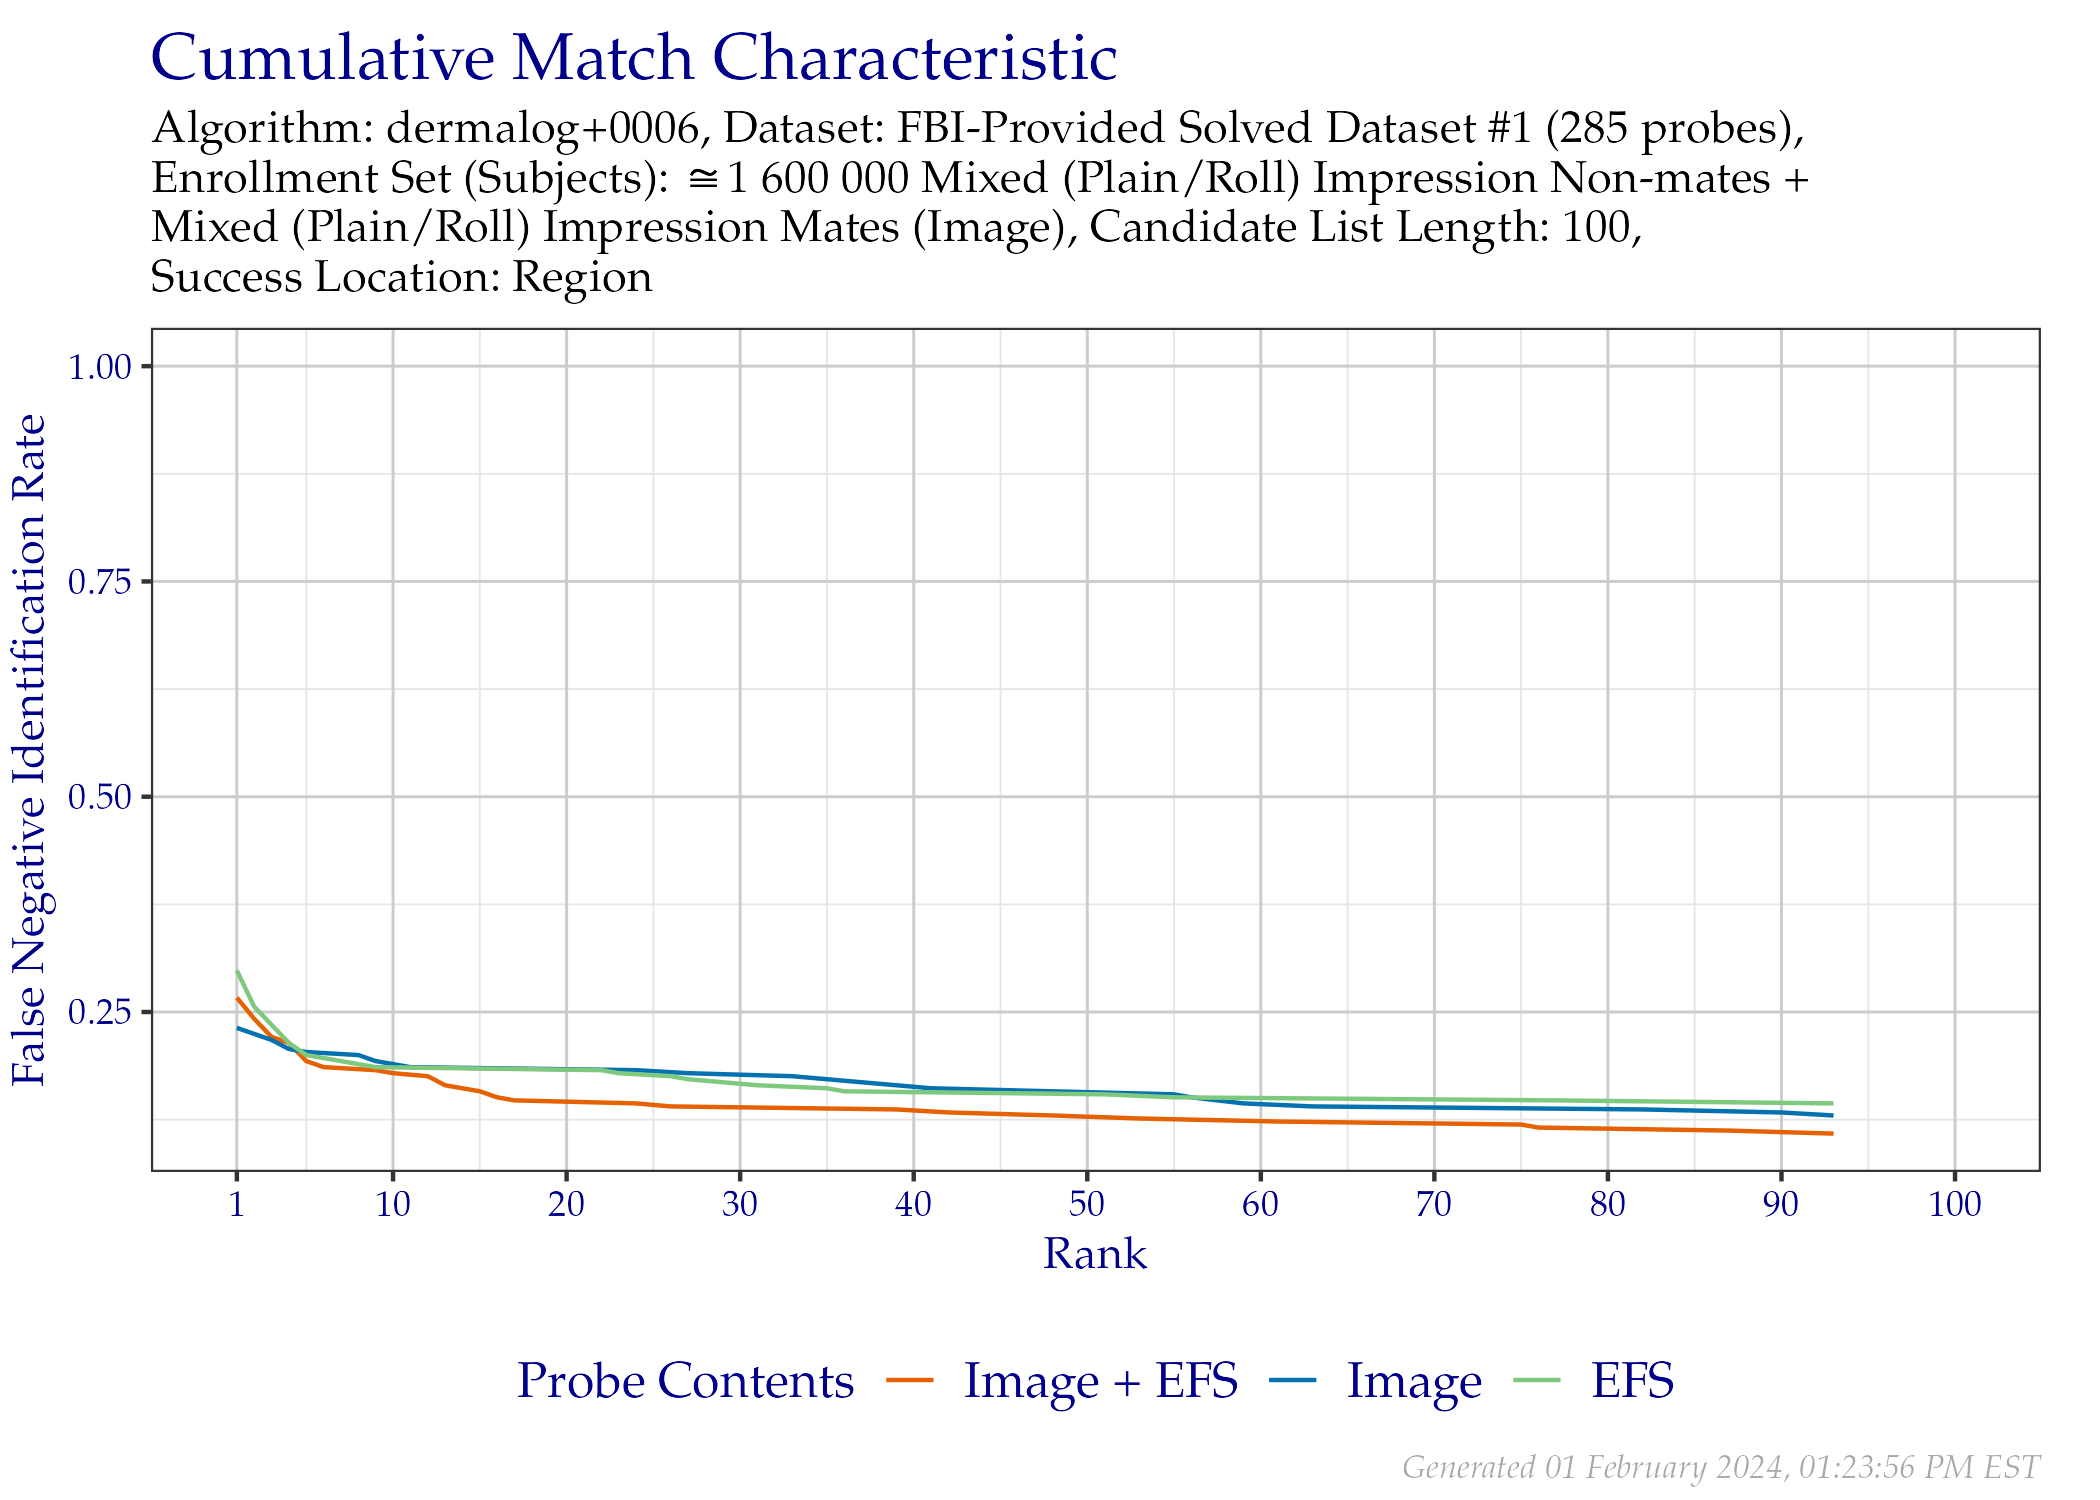 Cumulative Match Characteristic
Algorithm: dermalog+0006, Dataset: FBI-Provided Solved Dataset #1 (285 probes),
Enrollment Set (Subjects): ≅1 600 000 Mixed (Plain/Roll) Impression Non-mates +
Mixed (Plain/Roll) Impression Mates (Image), Candidate List Length: 100,
Success Location: Region
False Negative Identification Rate
1.00
0.75
0.50
0.25
1 10 20 30 40 50 60 70 80 90 100
Rank
Probe Contents Image + EFS Image EFS
Generated 01 February 2024, 01:23:56 PM EST